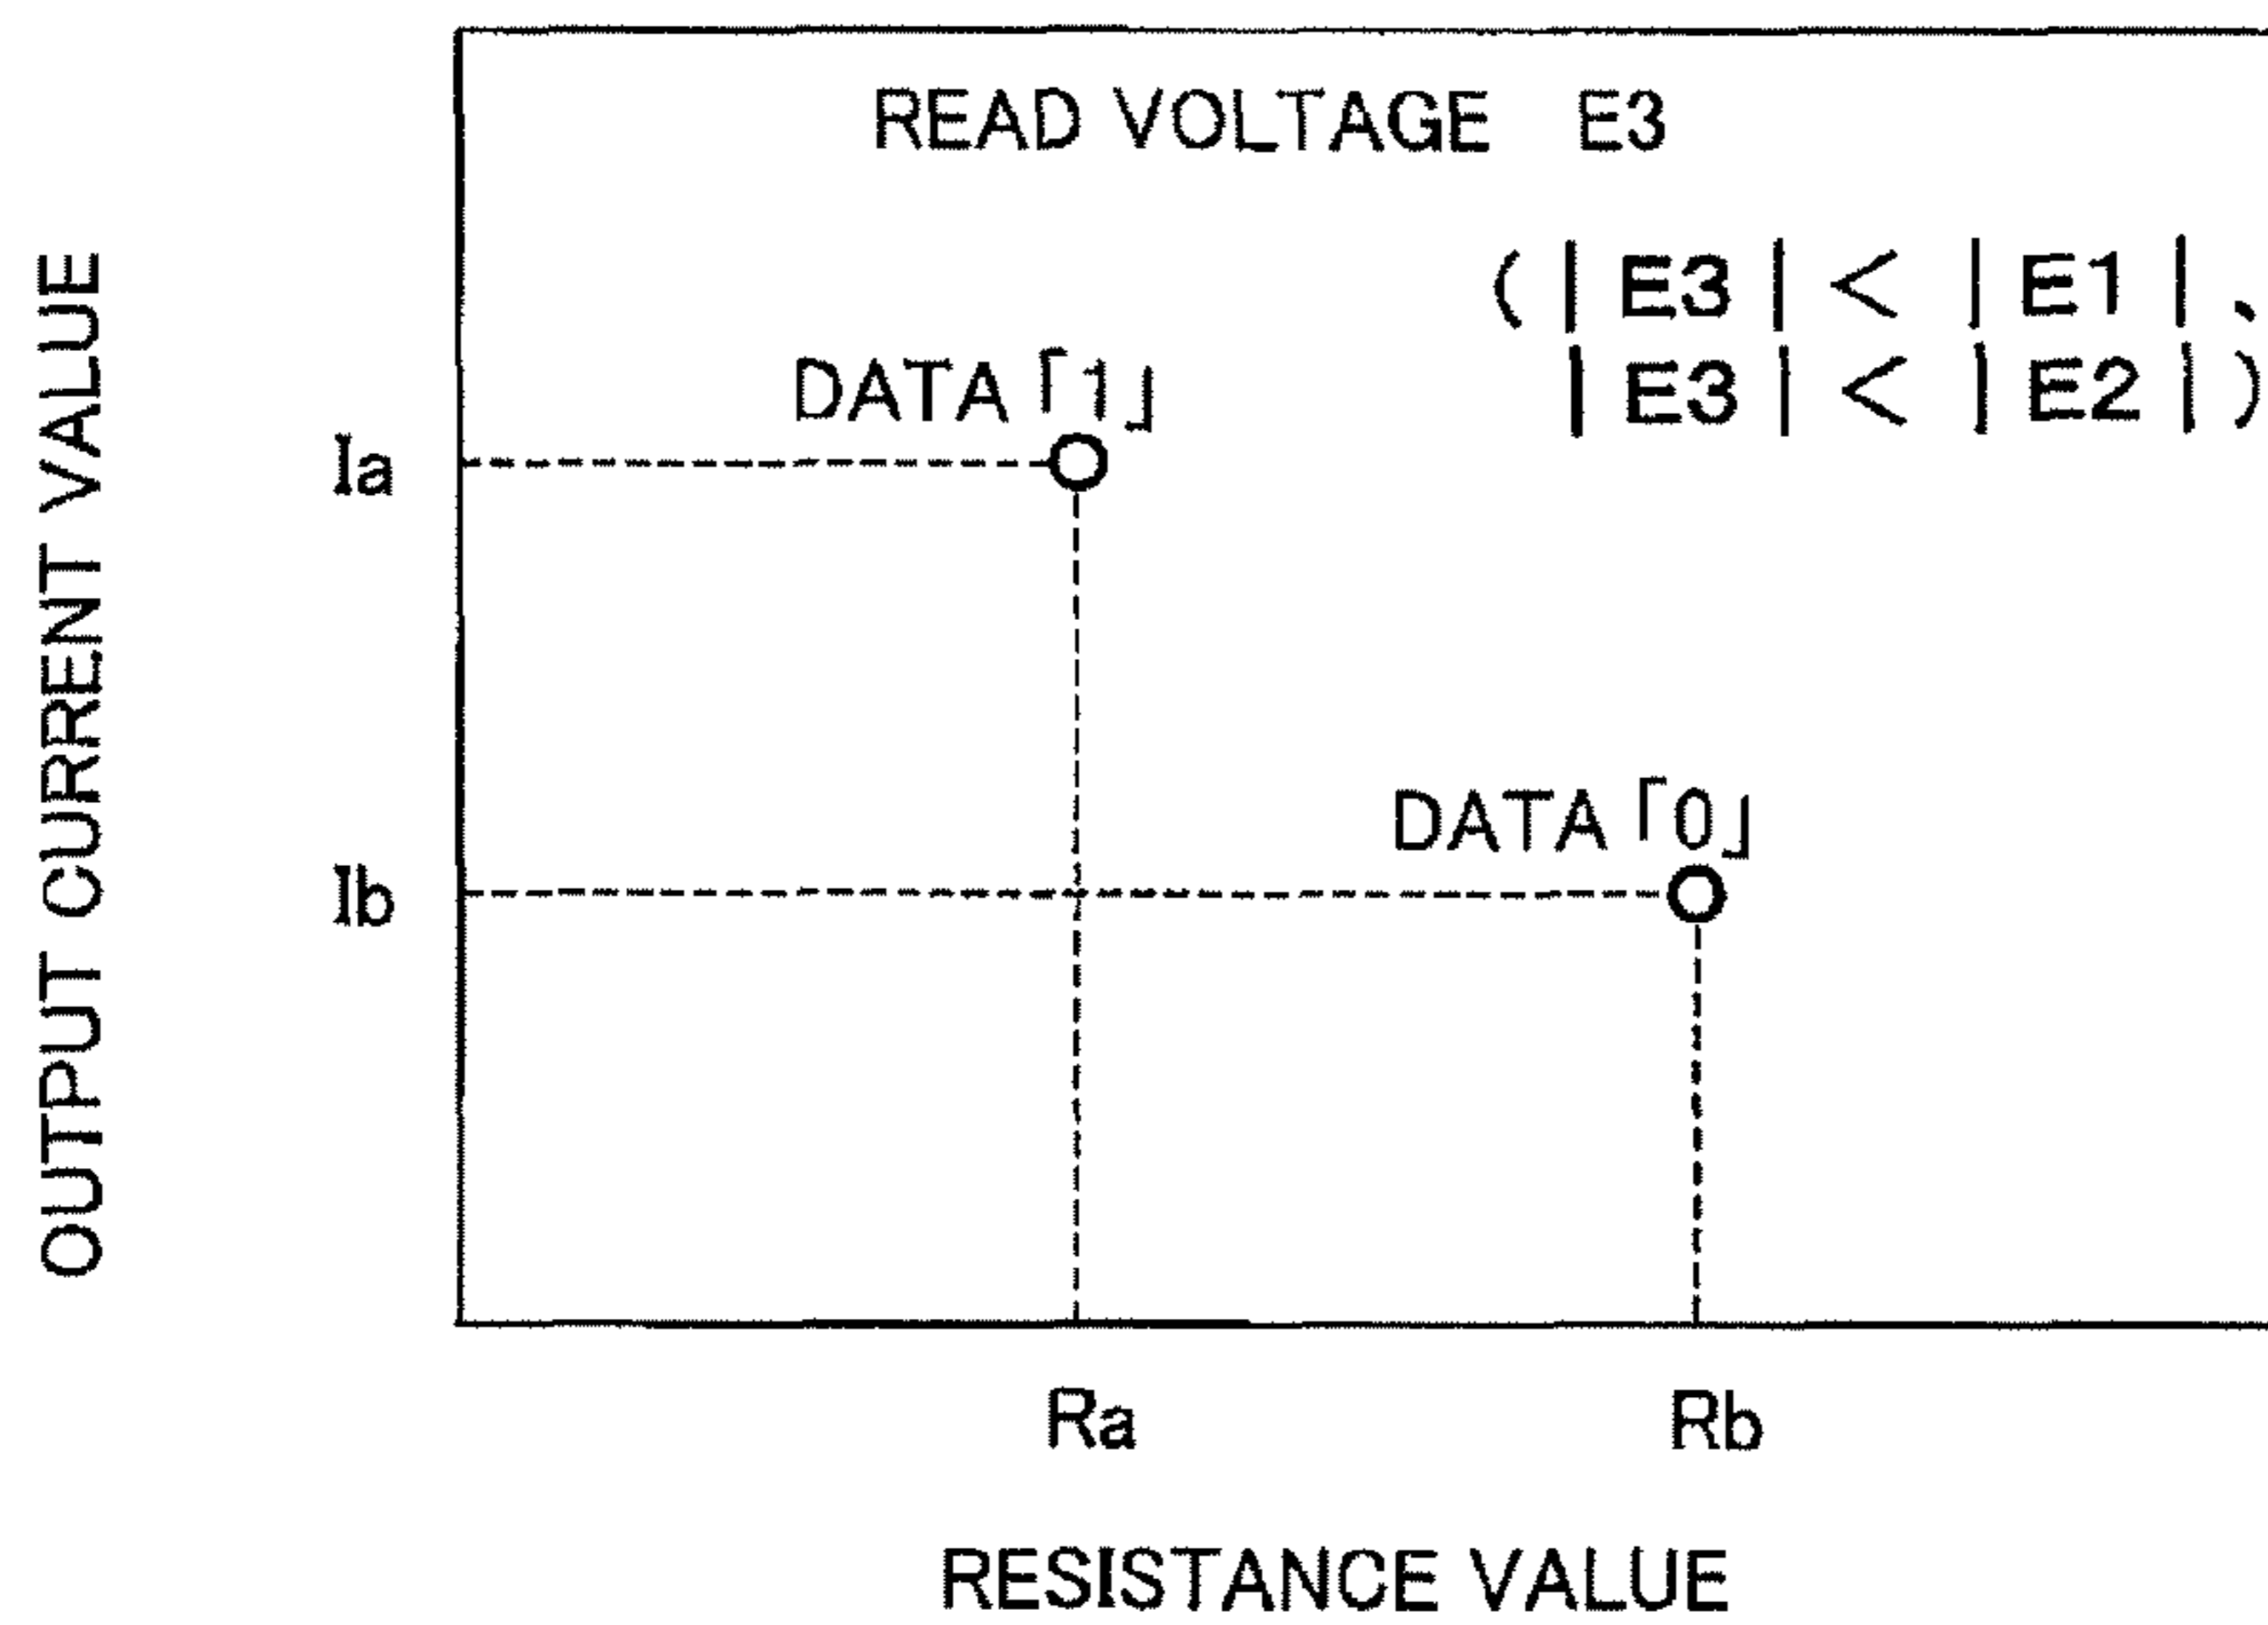 READ VOLTAGE E3
(|E3|<|E1|、
|E3|<|E2|)
DATA「1」
Ia
DATA「0」
Ib
OUTPUT CURRENT VALUE
Ra
Rb
RESISTANCE VALUE